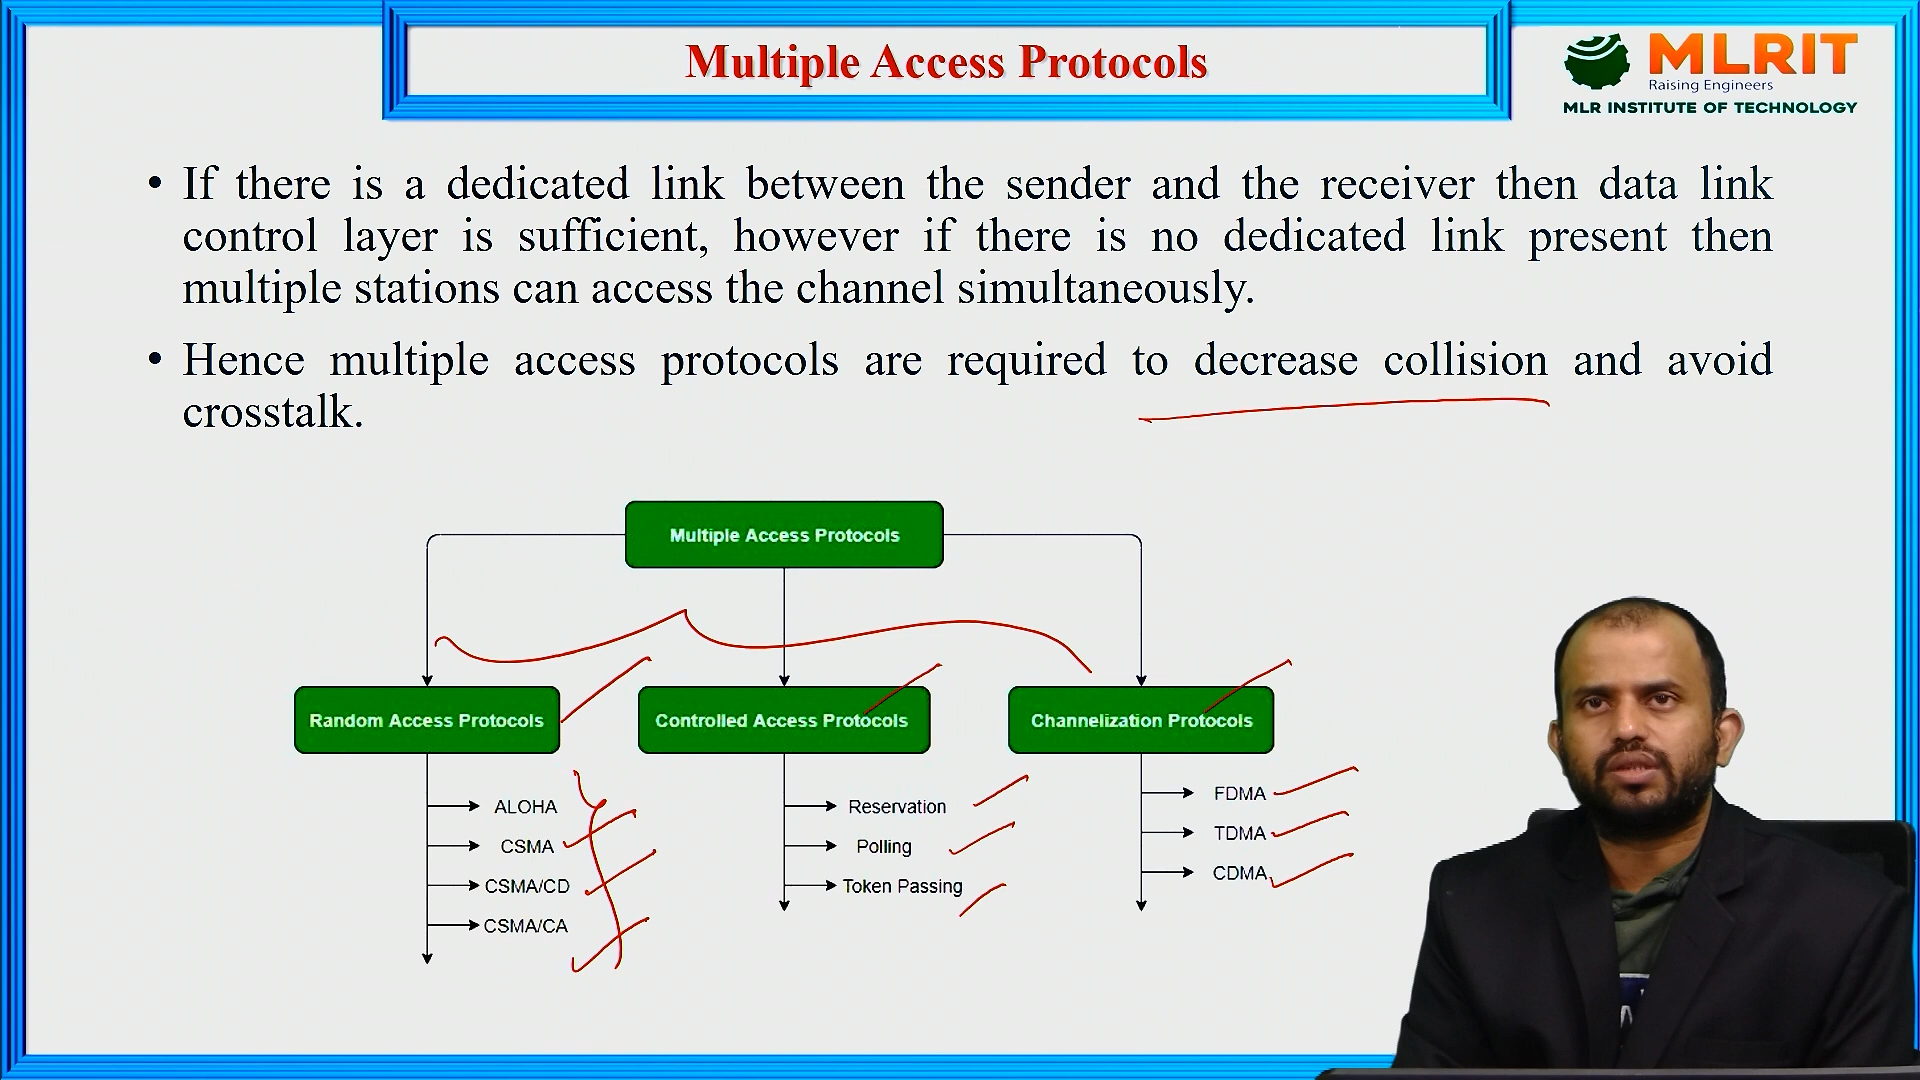 Multiple Access Protocols
MLRIT
Raising Engineers
MLR INSTITUTE OF TECHNOLOGY
• If there is a dedicated link between the sender and the receiver then data link
control layer is sufficient, however if there is no dedicated link present then
multiple stations can access the channel simultaneously.
• Hence multiple access protocols are required to decrease collision and avoid
crosstalk.
Multiple Access Protocols
Random Access Protocols
Controlled Access Protocols
Channelization Protocols
ALOHA
CSMA
CSMA/CD
CSMA/CA
Reservation
Polling
Token Passing
FDMA
TDMA
CDMA